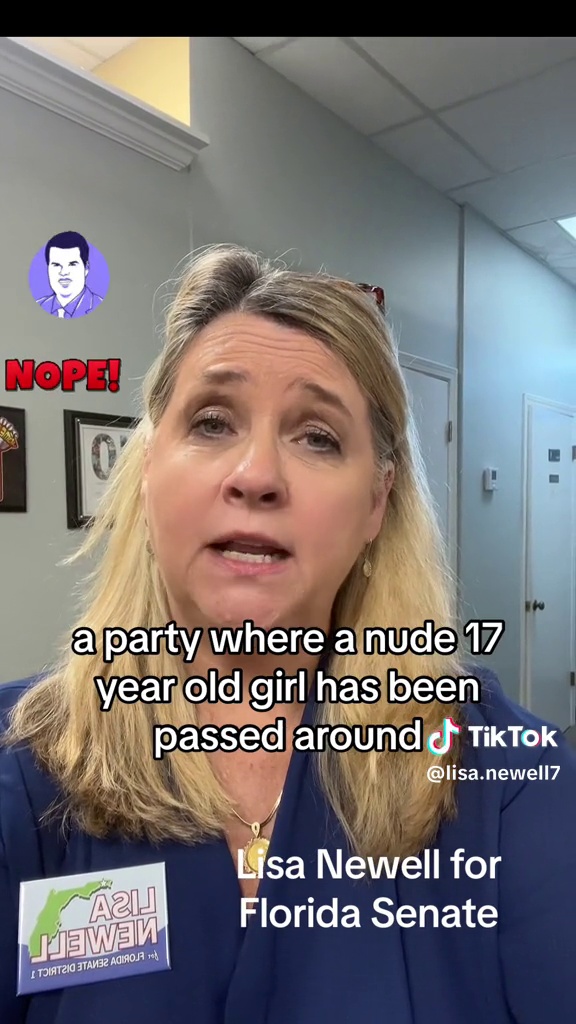 NOPE!
a party where a nude 17
year old girl has been
passed around
TikTok
@lisa.newell7
Lisa Newell for
Florida Senate
LISA
NEWELL
for FLORIDA SENATE DISTRICT 1